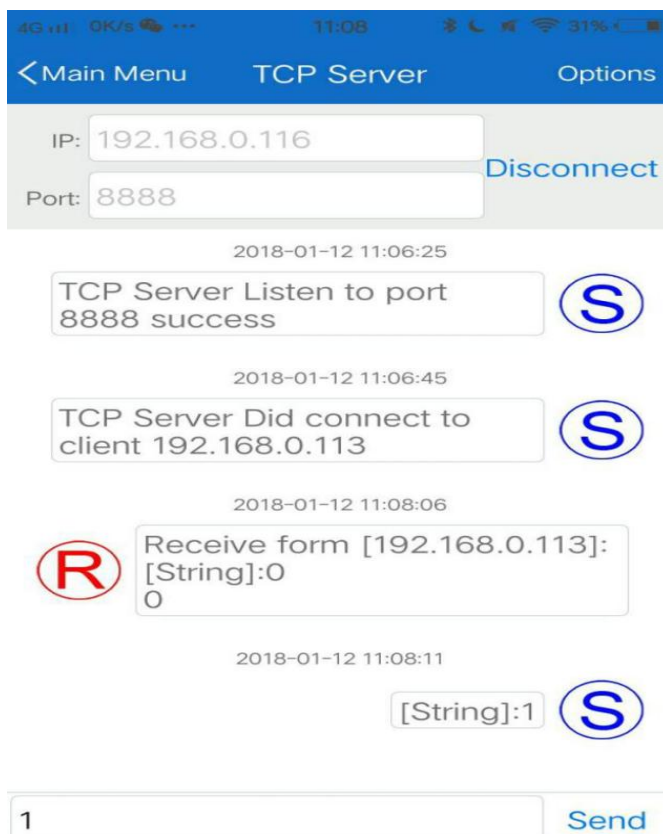 4G 0K/s ··· 11:08 31%
Main Menu TCP Server Options
IP: 192.168.0.116
Disconnect
Port: 8888
2018-01-12 11:06:25
TCP Server Listen to port
8888 success
S
2018-01-12 11:06:45
TCP Server Did connect to
client 192.168.0.113
S
2018-01-12 11:08:06
R
Receive form [192.168.0.113]:
[String]:0
0
2018-01-12 11:08:11
[String]:1
S
1 Send